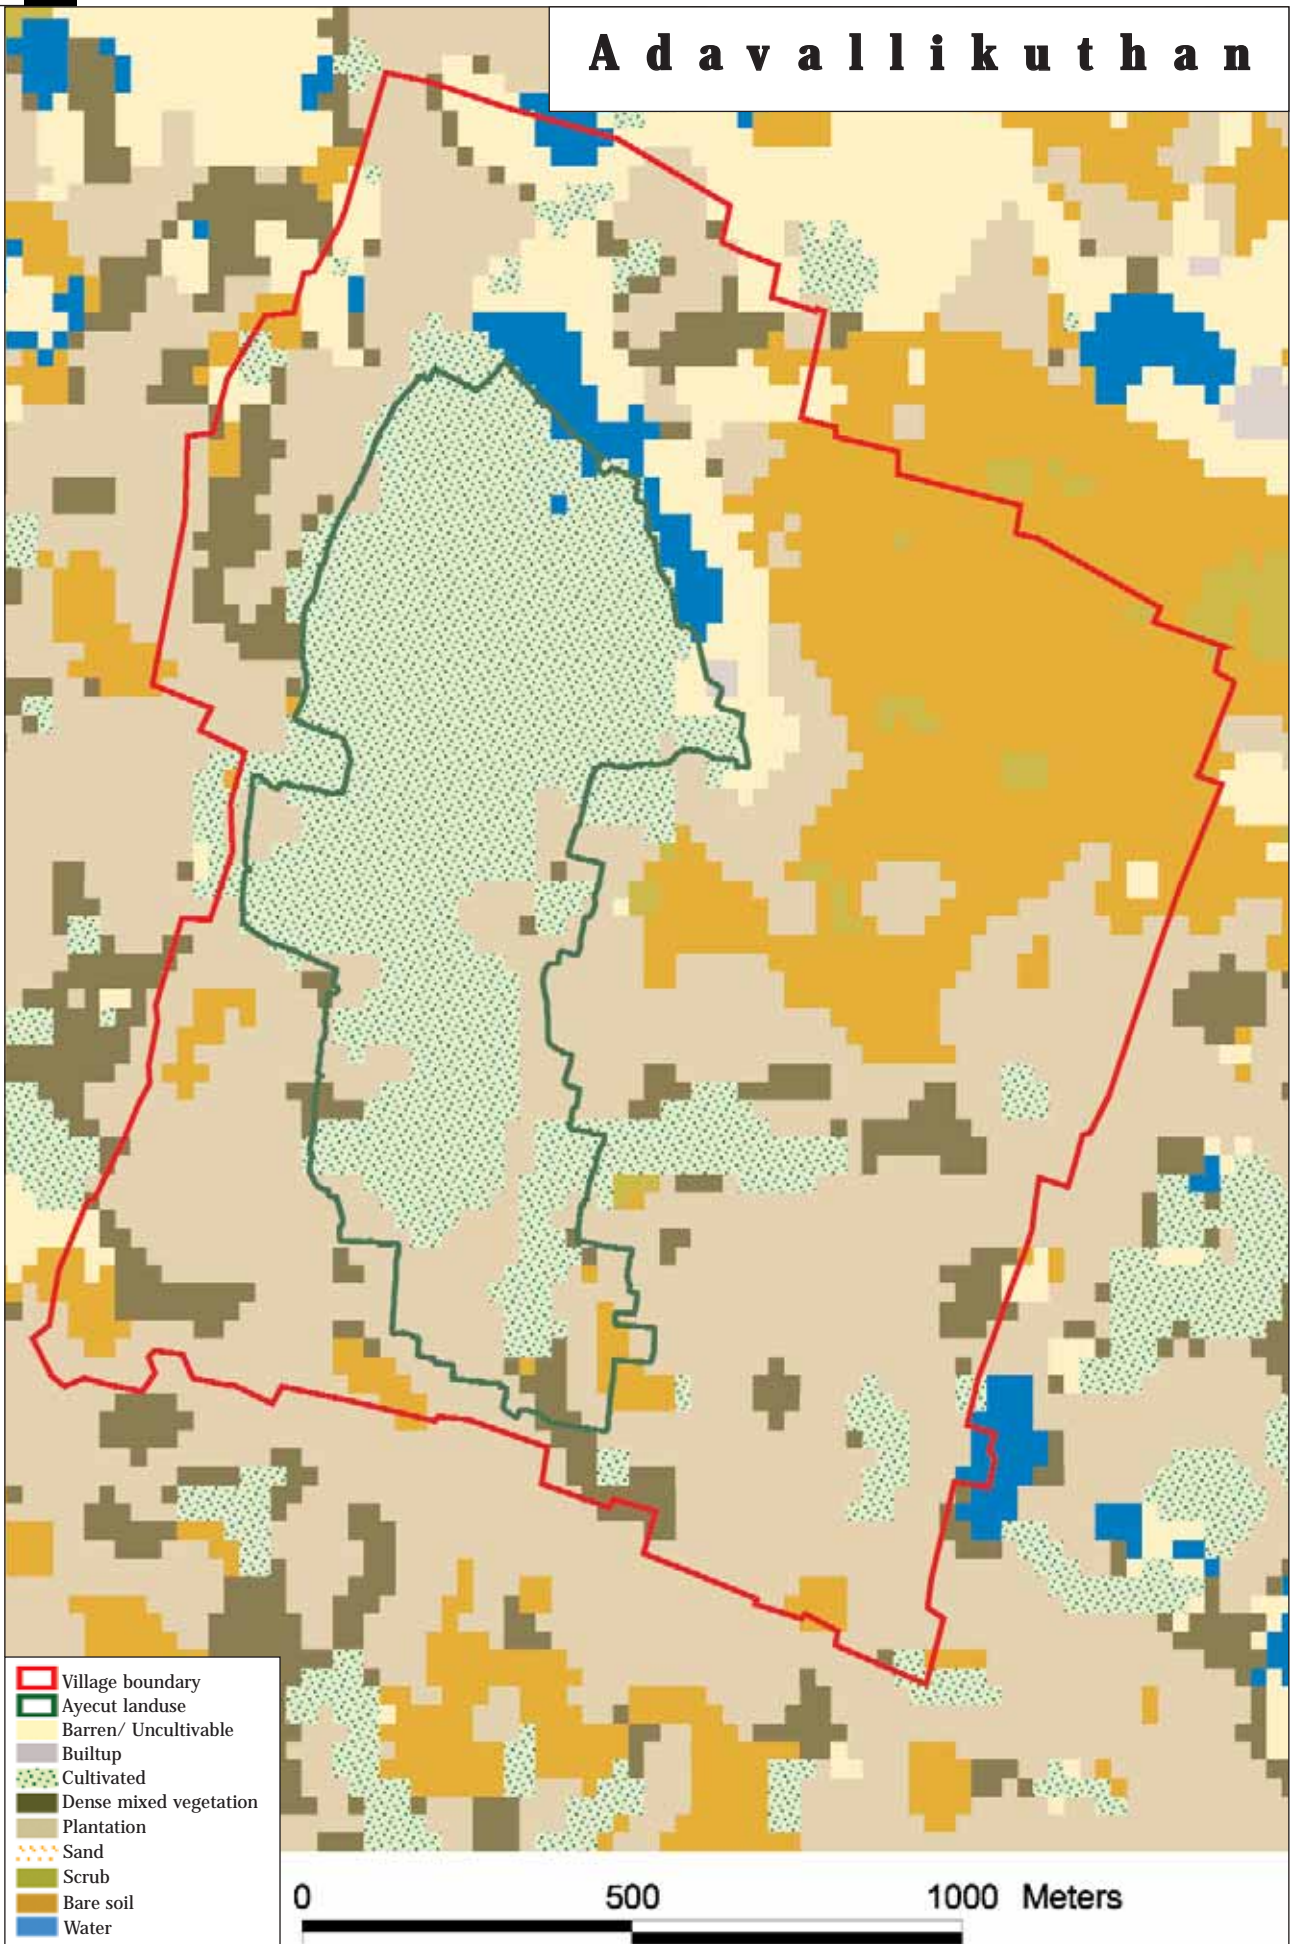 Adavallikuthan
Village boundary
Ayecut landuse
Barren/ Uncultivable
Builtup
Cultivated
Dense mixed vegetation
Plantation
Sand
Scrub
Bare soil
Water
0 500 1000 Meters